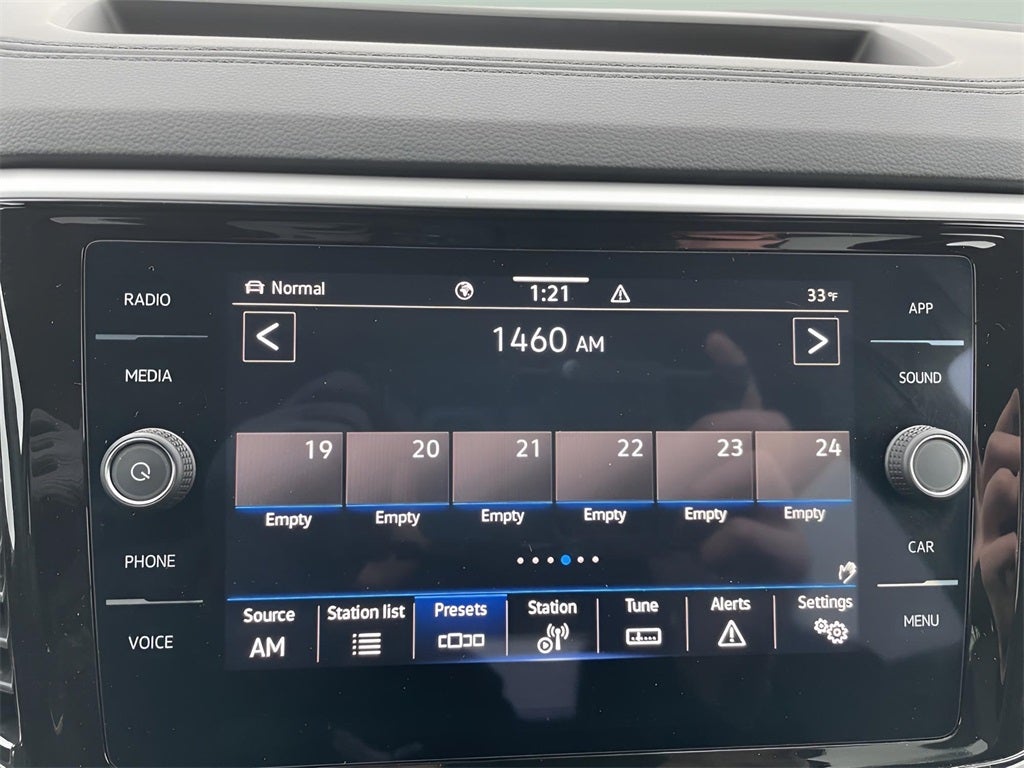 RADIO
MEDIA
PHONE
VOICE
Normal
1:21
33°F
< 1460 AM >
19 20 21 22 23 24
Empty Empty Empty Empty Empty Empty
Source Station list Presets Station Tune Alerts Settings
AM
APP
SOUND
CAR
MENU